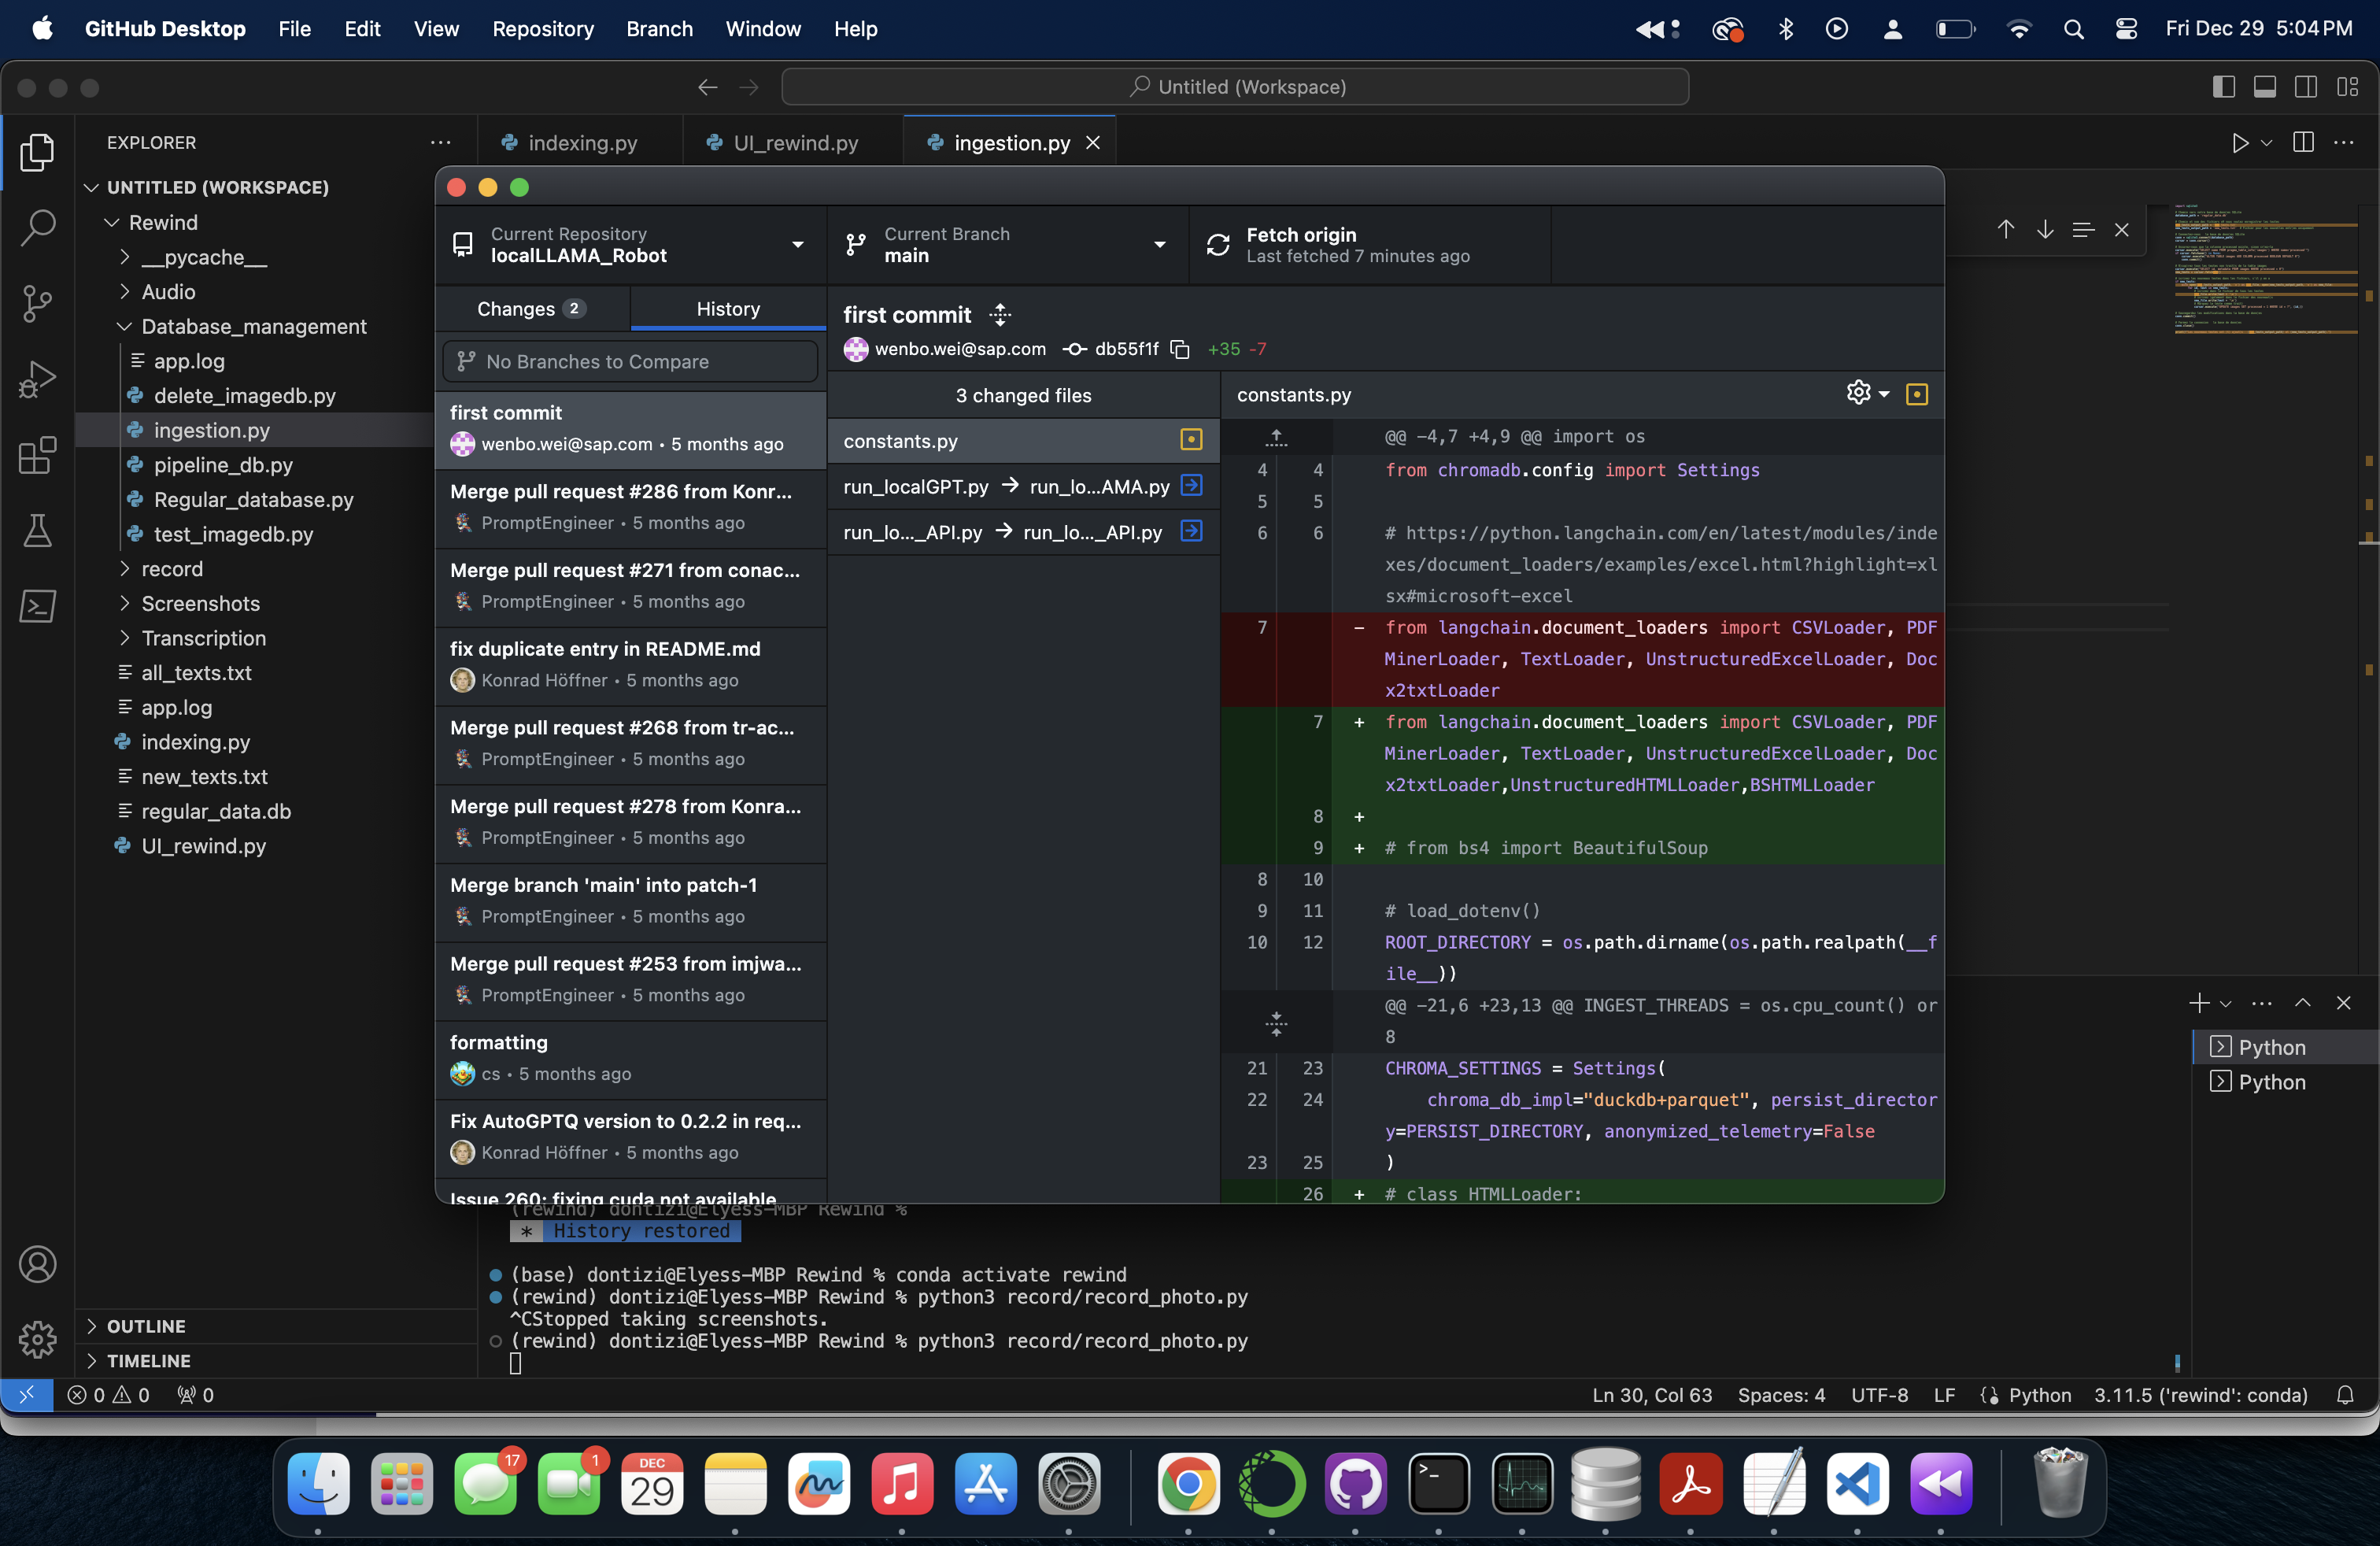 GitHub Desktop File Edit View Repository Branch Window Help
Fri Dec 29 5:04 PM
Untitled (Workspace)
EXPLORER
indexing.py
UI_rewind.py
ingestion.py
UNTITLED (WORKSPACE)
Rewind
__pycache__
Audio
Database_management
app.log
delete_imagedb.py
ingestion.py
pipeline_db.py
Regular_database.py
test_imagedb.py
record
Screenshots
Transcription
all_texts.txt
app.log
indexing.py
new_texts.txt
regular_data.db
UI_rewind.py
OUTLINE
TIMELINE
Current Repository
localLLAMA_Robot
Current Branch
main
Fetch origin
Last fetched 7 minutes ago
Changes 2
History
No Branches to Compare
first commit
wenbo.wei@sap.com • 5 months ago
Merge pull request #286 from Konr...
PromptEngineer • 5 months ago
Merge pull request #271 from conac...
PromptEngineer • 5 months ago
fix duplicate entry in README.md
Konrad Höffner • 5 months ago
Merge pull request #268 from tr-ac...
PromptEngineer • 5 months ago
Merge pull request #278 from Konra...
PromptEngineer • 5 months ago
Merge branch 'main' into patch-1
PromptEngineer • 5 months ago
Merge pull request #253 from imjwa...
PromptEngineer • 5 months ago
formatting
cs • 5 months ago
Fix AutoGPTQ version to 0.2.2 in req...
Konrad Höffner • 5 months ago
Issue 260: fixing cuda not available
first commit
wenbo.wei@sap.com db55f1f +35 -7
3 changed files
constants.py
run_localGPT.py → run_lo...AMA.py
run_lo..._API.py → run_lo..._API.py
constants.py
@@ -4,7 +4,9 @@ import os
4 4 from chromadb.config import Settings
5 5
6 6 # https://python.langchain.com/en/latest/modules/inde
xes/document_loaders/examples/excel.html?highlight=xl
sx#microsoft-excel
7 - from langchain.document_loaders import CSVLoader, PDF
MinerLoader, TextLoader, UnstructuredExcelLoader, Doc
x2txtLoader
7 + from langchain.document_loaders import CSVLoader, PDF
MinerLoader, TextLoader, UnstructuredExcelLoader, Doc
x2txtLoader,UnstructuredHTMLLoader,BSHTMLLoader
8 +
9 + # from bs4 import BeautifulSoup
8 10
9 11 # load_dotenv()
10 12 ROOT_DIRECTORY = os.path.dirname(os.path.realpath(__f
ile__))
@@ -21,6 +23,13 @@ INGEST_THREADS = os.cpu_count() or
8
21 23 CHROMA_SETTINGS = Settings(
22 24 chroma_db_impl="duckdb+parquet", persist_director
y=PERSIST_DIRECTORY, anonymized_telemetry=False
23 25 )
26 + # class HTMLLoader:
Python
Python
(rewind) dontizi@Elyess-MBP Rewind %
* History restored
(base) dontizi@Elyess-MBP Rewind % conda activate rewind
(rewind) dontizi@Elyess-MBP Rewind % python3 record/record_photo.py
^CStopped taking screenshots.
(rewind) dontizi@Elyess-MBP Rewind % python3 record/record_photo.py
0 0 0
Ln 30, Col 63 Spaces: 4 UTF-8 LF Python 3.11.5 ('rewind': conda)
17
1
DEC
29